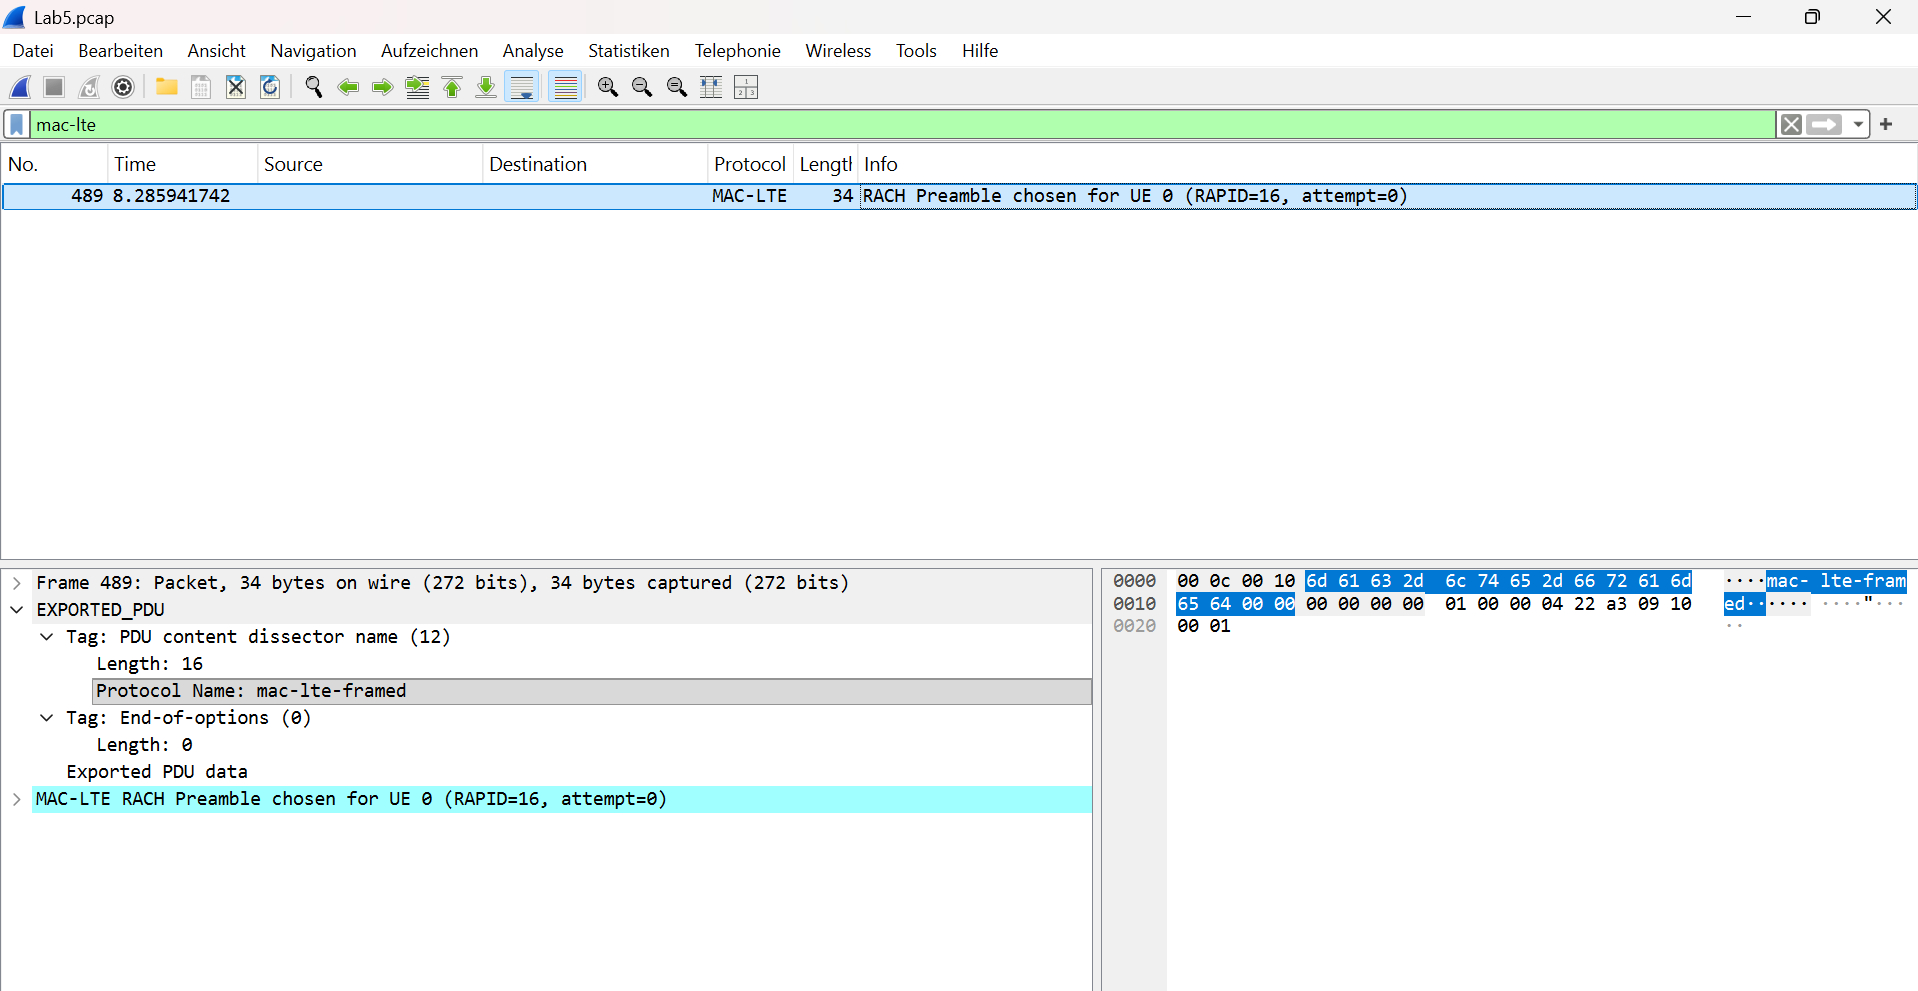 Lab5.pcap
Datei Bearbeiten Ansicht Navigation Aufzeichnen Analyse Statistiken Telephonie Wireless Tools Hilfe
mac-lte
No. Time Source Destination Protocol Lengtl Info
489 8.285941742 MAC-LTE 34 RACH Preamble chosen for UE 0 (RAPID=16, attempt=0)
Frame 489: Packet, 34 bytes on wire (272 bits), 34 bytes captured (272 bits)
EXPORTED_PDU
Tag: PDU content dissector name (12)
Length: 16
Protocol Name: mac-lte-framed
Tag: End-of-options (0)
Length: 0
Exported PDU data
MAC-LTE RACH Preamble chosen for UE 0 (RAPID=16, attempt=0)
0000 00 0c 00 10 6d 61 63 2d 6c 74 65 2d 66 72 61 6d ····mac- lte-fram
0010 65 64 00 00 00 00 00 00 01 00 00 04 22 a3 09 10 ed······ ····"···
0020 00 01 ··